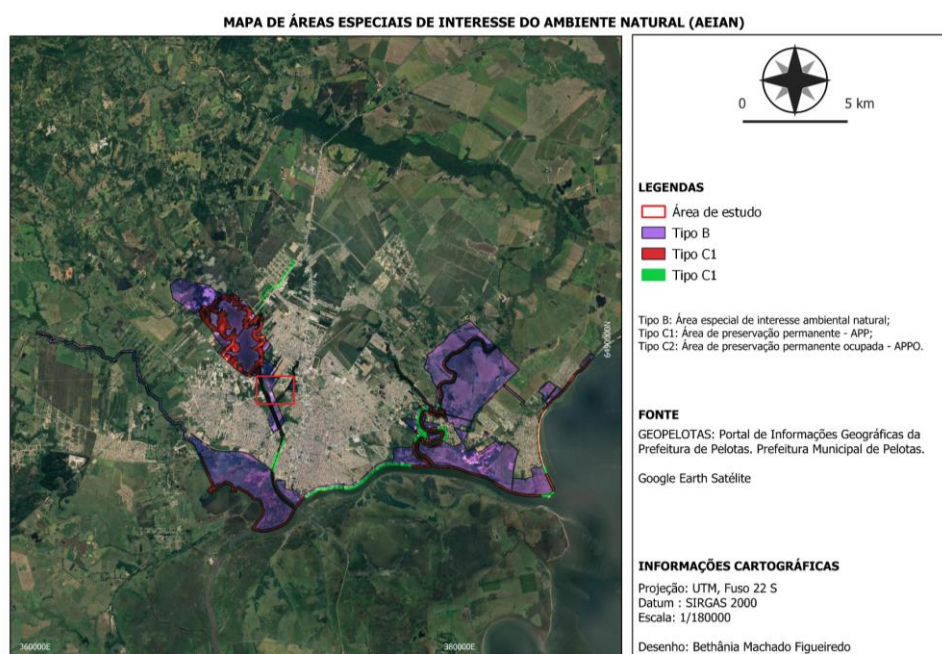 MAPA DE ÁREAS ESPECIAIS DE INTERESSE DO AMBIENTE NATURAL (AEIAN)
0 5 km
LEGENDAS
Área de estudo
Tipo B
Tipo C1
Tipo C1
Tipo B: Área especial de interesse ambiental natural;
Tipo C1: Área de preservação permanente - APP;
Tipo C2: Área de preservação permanente ocupada - APPO.
6490000N
FONTE
GEOPELOTAS: Portal de Informações Geográficas da
Prefeitura de Pelotas. Prefeitura Municipal de Pelotas.
Google Earth Satélite
INFORMAÇÕES CARTOGRÁFICAS
Projeção: UTM, Fuso 22 S
Datum : SIRGAS 2000
Escala: 1/180000
360000E
380000E
Desenho: Bethânia Machado Figueiredo